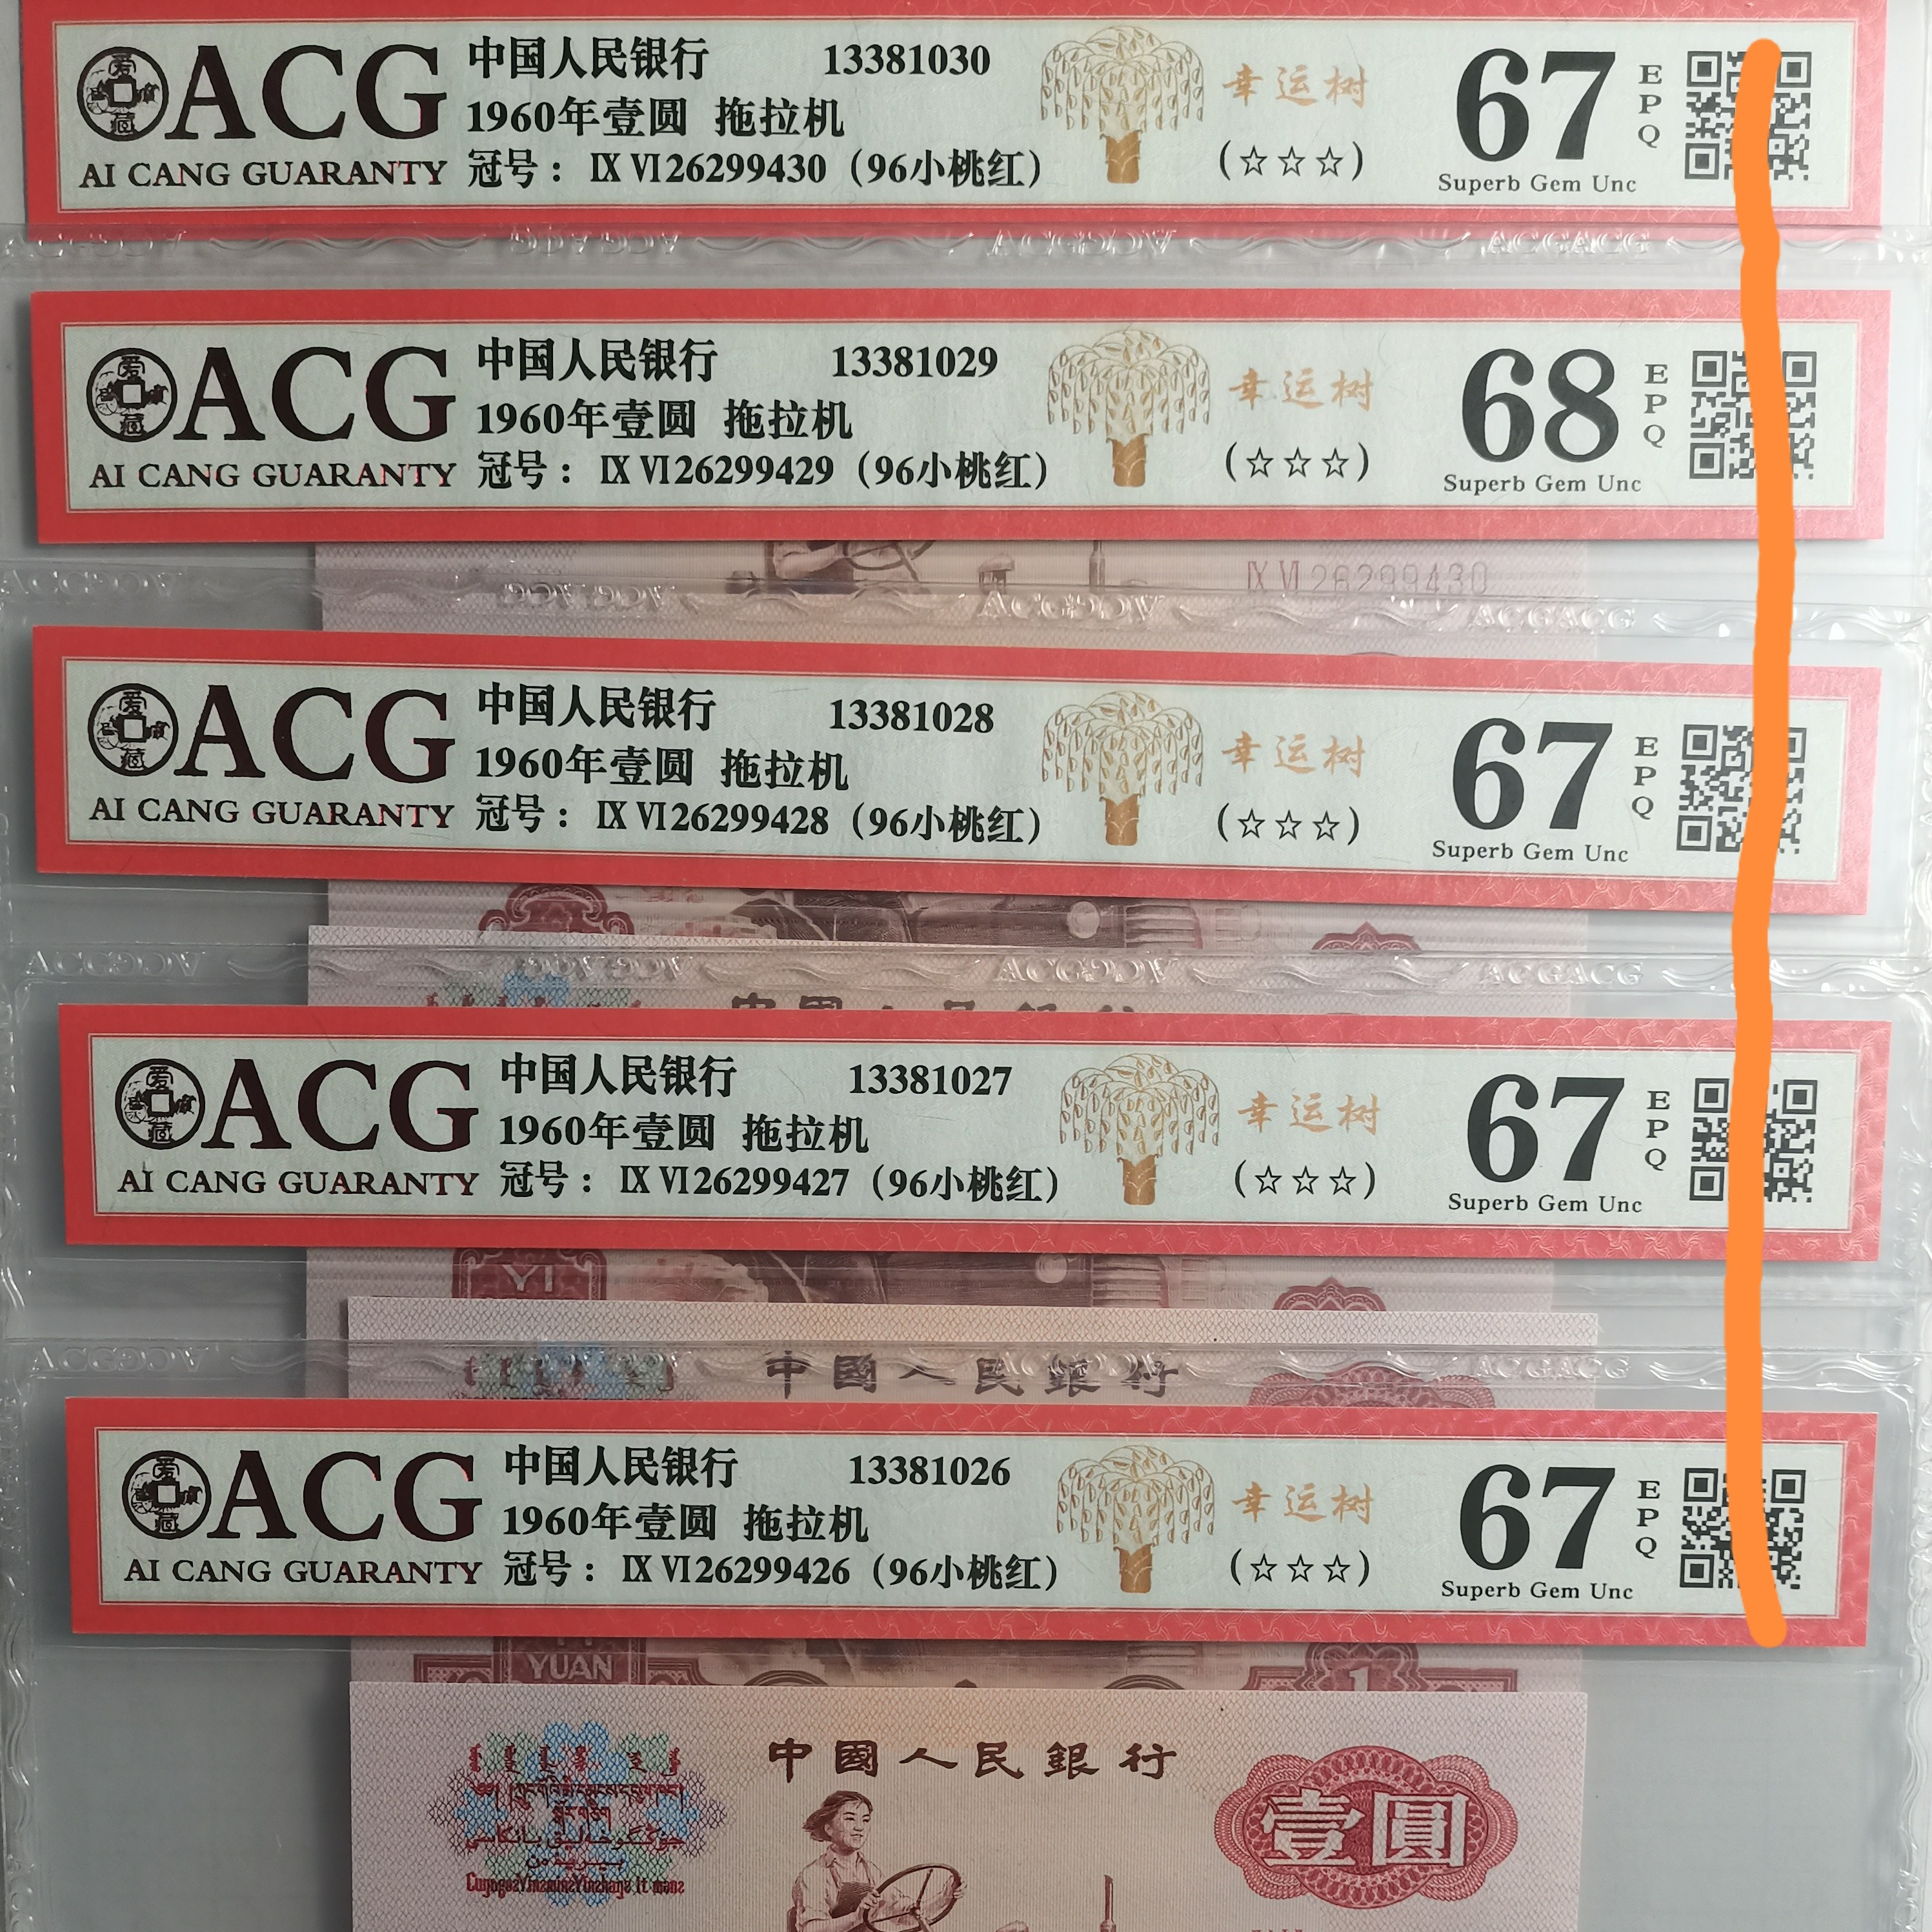 ACG
AI CANG GUARANTY
中国人民银行 13381030
1960年壹圆 拖拉机
冠号： Ⅸ Ⅵ 26299430（96小桃红）
幸运树
(☆☆☆)
67
EPQ
Superb Gem Unc
ACG
AI CANG GUARANTY
中国人民银行 13381029
1960年壹圆 拖拉机
冠号： Ⅸ Ⅵ 26299429（96小桃红）
幸运树
(☆☆☆)
68
EPQ
Superb Gem Unc
Ⅸ Ⅵ 26299430
ACG
AI CANG GUARANTY
中国人民银行 13381028
1960年壹圆 拖拉机
冠号： Ⅸ Ⅵ 26299428（96小桃红）
幸运树
(☆☆☆)
67
EPQ
Superb Gem Unc
ACG
AI CANG GUARANTY
中国人民银行 13381027
1960年壹圆 拖拉机
冠号： Ⅸ Ⅵ 26299427（96小桃红）
幸运树
(☆☆☆)
67
EPQ
Superb Gem Unc
YI
中國人民銀行
ACG
AI CANG GUARANTY
中国人民银行 13381026
1960年壹圆 拖拉机
冠号： Ⅸ Ⅵ 26299426（96小桃红）
幸运树
(☆☆☆)
67
EPQ
Superb Gem Unc
YUAN
1
中國人民銀行
壹圓